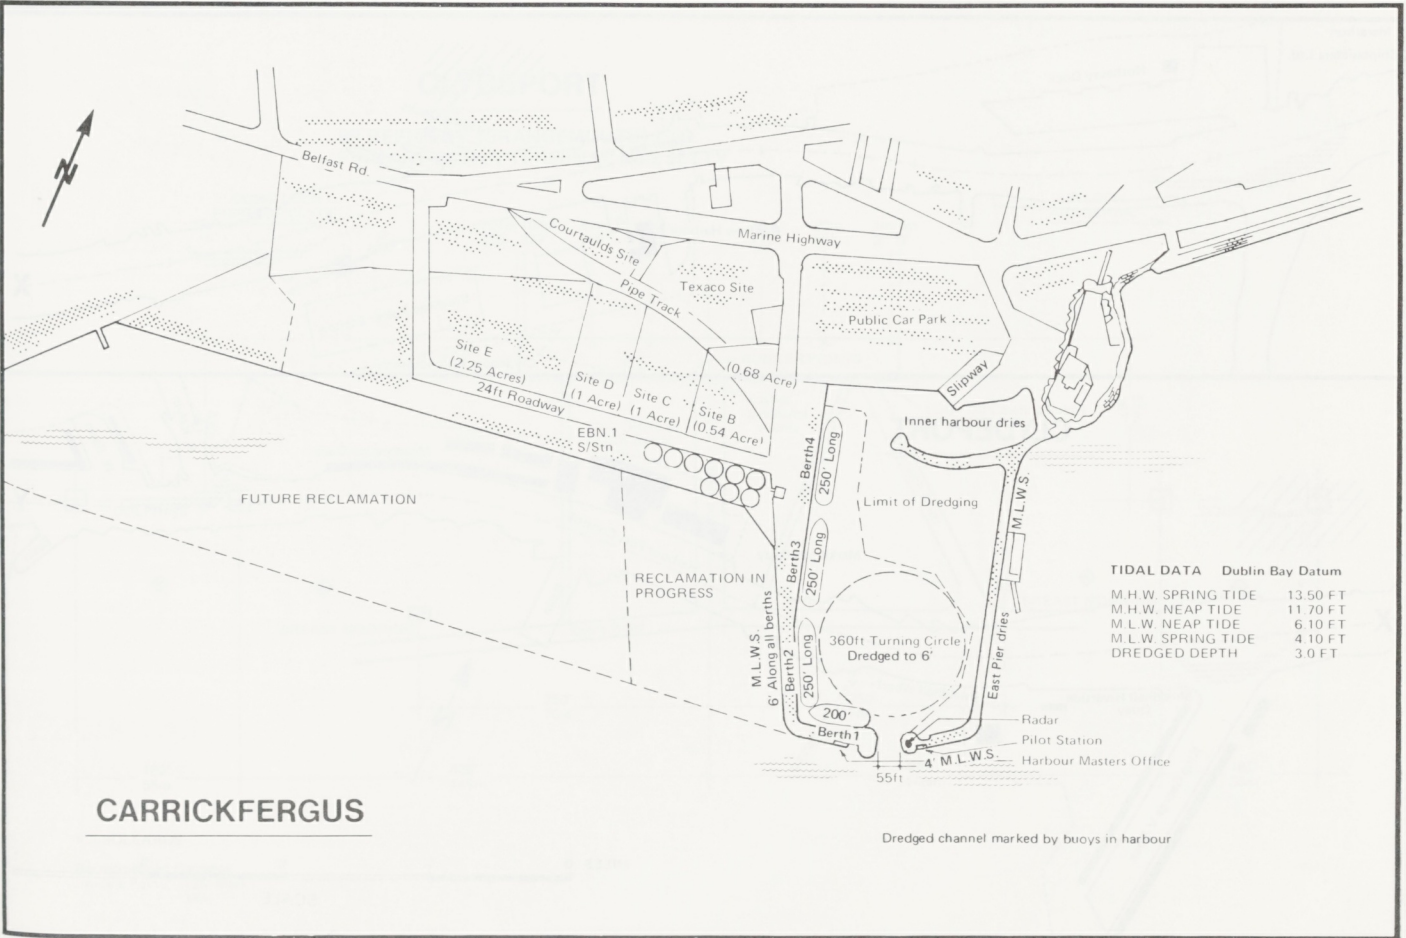 N
Belfast Rd.
Courtaulds Site
Marine Highway
Pipe Track
Texaco Site
Public Car Park
Site E
(2.25 Acres)
Site D
(1 Acre)
Site C
(1 Acre)
Site B
(0.54 Acre)
(0.68 Acre)
24ft Roadway
EBN.1
S/Stn
Slipway
Inner harbour dries
Berth4
250' Long
Limit of Dredging
M.L.W.S.
FUTURE RECLAMATION
RECLAMATION IN
PROGRESS
Berth3
250' Long
M.L.W.S.
6' Along all berths
Berth2
250' Long
360ft Turning Circle
Dredged to 6'
East Pier dries
200'
Berth1
Radar
Pilot Station
4' M.L.W.S.
Harbour Masters Office
55ft
TIDAL DATA Dublin Bay Datum
M.H.W. SPRING TIDE 13.50 FT
M.H.W. NEAP TIDE 11.70 FT
M.L.W. NEAP TIDE 6.10 FT
M.L.W. SPRING TIDE 4.10 FT
DREDGED DEPTH 3.0 FT
CARRICKFERGUS
Dredged channel marked by buoys in harbour